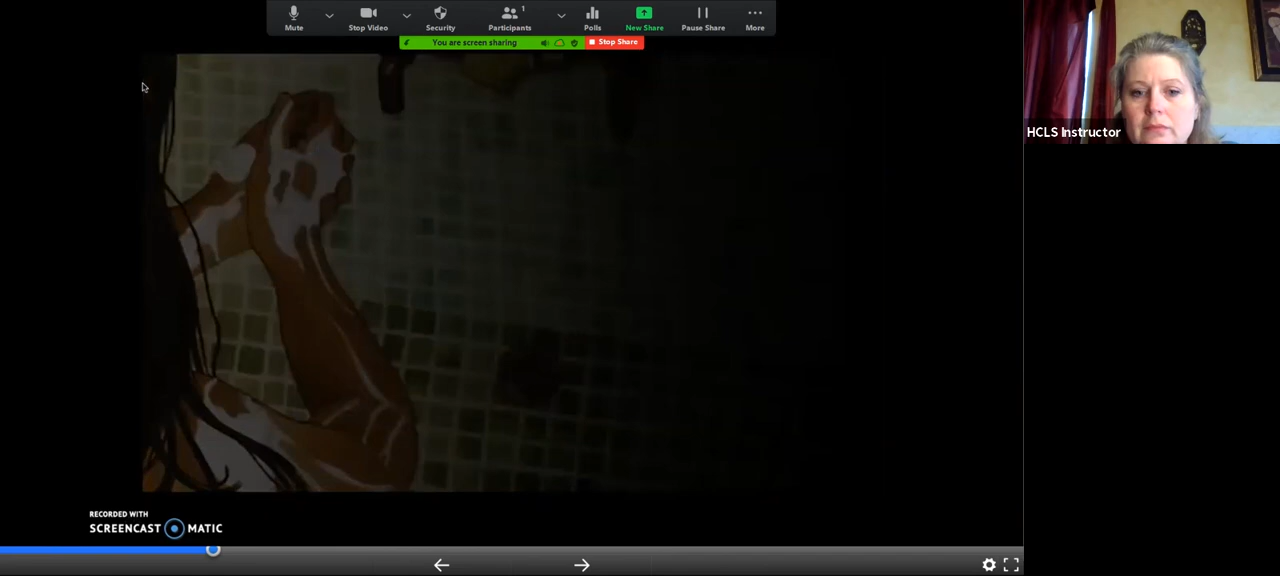 Mute
Stop Video
Security
Participants
1
Polls
New Share
Pause Share
More
You are screen sharing
Stop Share
HCLS Instructor
RECORDED WITH
SCREENCAST MATIC